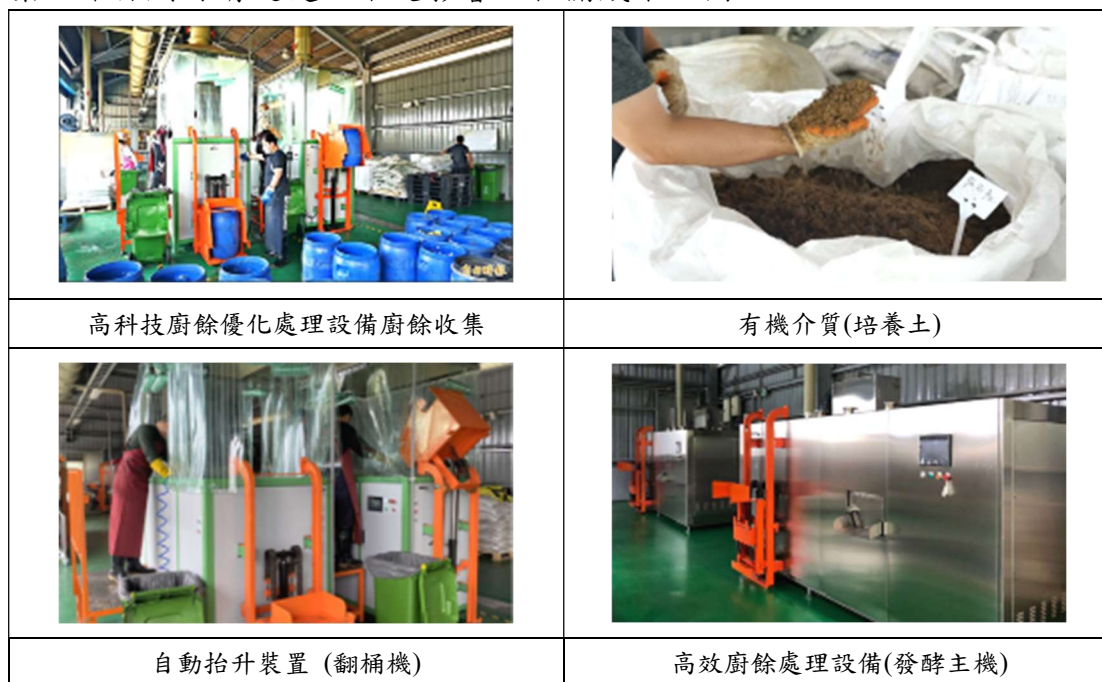 高科技廚餘優化處理設備廚餘收集
有機介質(培養土)
自動抬升裝置 (翻桶機)
高效廚餘處理設備(發酵主機)